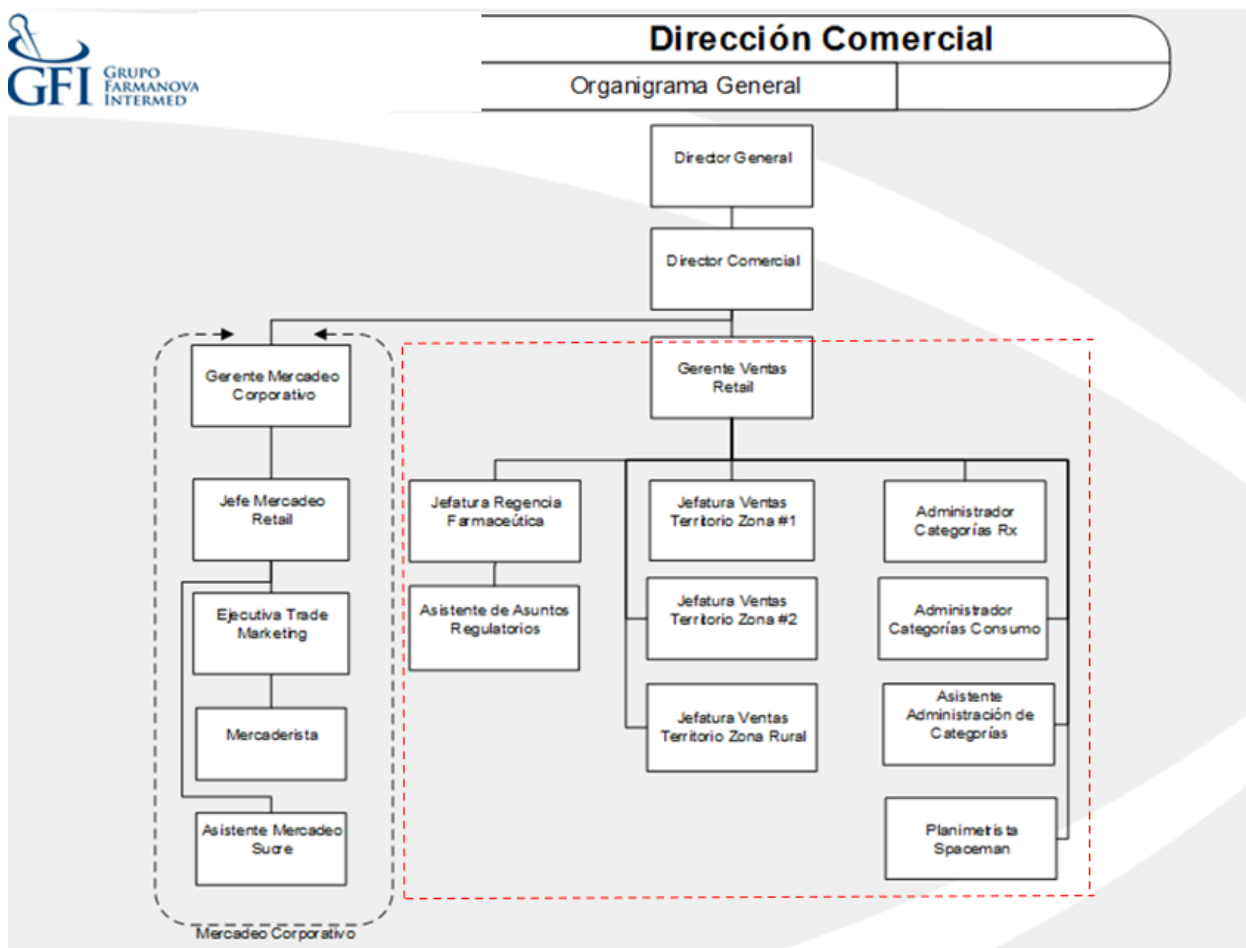 GFI
GRUPO
FARMANOVA
INTERMED
Dirección Comercial
Organigrama General
Director General
Director Comercial
Gerente Mercadeo
Corporativo
Gerente Ventas
Retail
Jefe Mercadeo
Retail
Jefatura Regencia
Farmaceútica
Jefatura Ventas
Territorio Zona #1
Administrador
Categorías Rx
Ejecutiva Trade
Marketing
Asistente de Asuntos
Regulatorios
Jefatura Ventas
Territorio Zona #2
Administrador
Categorías Consumo
Mercaderista
Jefatura Ventas
Territorio Zona Rural
Asistente
Administración de
Categorías
Asistente Mercadeo
Sucre
Planimetrista
Spaceman
Mercadeo Corporativo